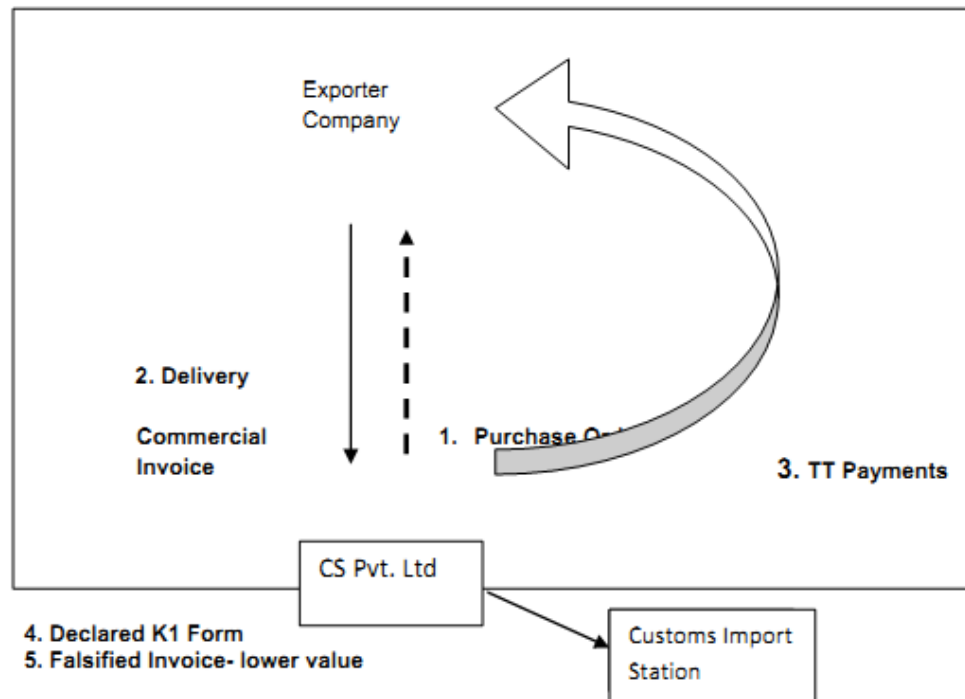 Exporter
Company
2. Delivery
Commercial
Invoice
1. Purchase
3. TT Payments
CS Pvt. Ltd
4. Declared K1 Form
5. Falsified Invoice- lower value
Customs Import
Station